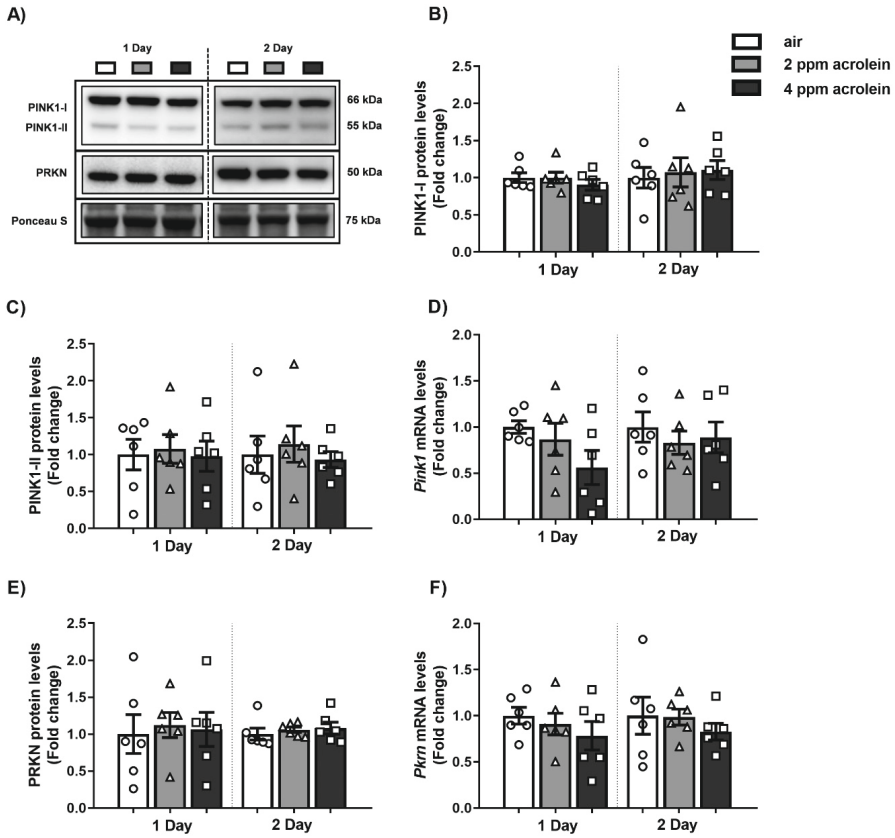 A)
1 Day
2 Day
PINK1-I
66 kDa
PINK1-II
55 kDa
PRKN
50 kDa
Ponceau S
75 kDa
B)
PINK1-I protein levels
(Fold change)
2.5
2.0
1.5
1.0
0.5
0.0
1 Day
2 Day
air
2 ppm acrolein
4 ppm acrolein
C)
PINK1-II protein levels
(Fold change)
2.5
2.0
1.5
1.0
0.5
0.0
1 Day
2 Day
D)
Pink1 mRNA levels
(Fold change)
2.0
1.5
1.0
0.5
0.0
1 Day
2 Day
E)
PRKN protein levels
(Fold change)
2.5
2.0
1.5
1.0
0.5
0.0
1 Day
2 Day
F)
Pkrn mRNA levels
(Fold change)
2.0
1.5
1.0
0.5
0.0
1 Day
2 Day